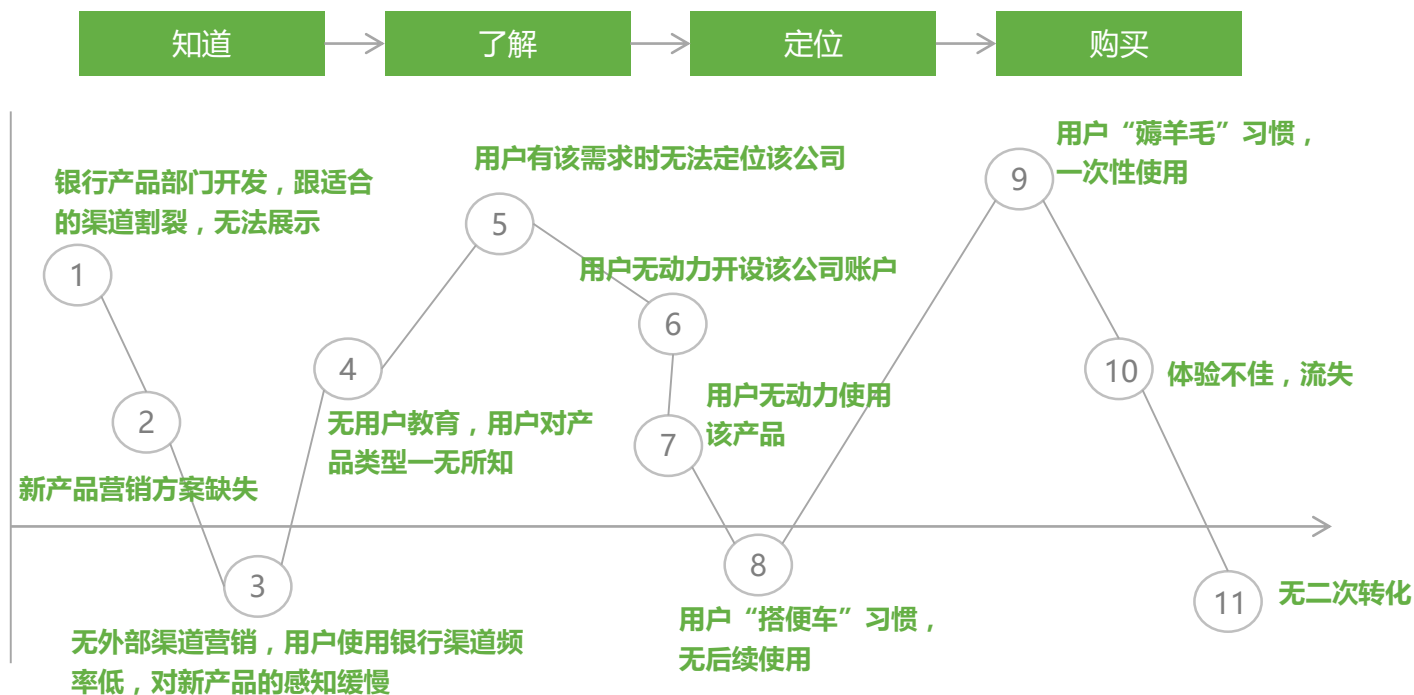 知道
了解
定位
购买
银行产品部门开发，跟适合
的渠道割裂，无法展示
1
2
新产品营销方案缺失
3
无外部渠道营销，用户使用银行渠道频
率低，对新产品的感知缓慢
4
无用户教育，用户对产
品类型一无所知
用户有该需求时无法定位该公司
5
用户无动力开设该公司账户
6
7
用户无动力使用
该产品
8
用户“搭便车”习惯，
无后续使用
用户“薅羊毛”习惯，
一次性使用
9
10
体验不佳，流失
11
无二次转化